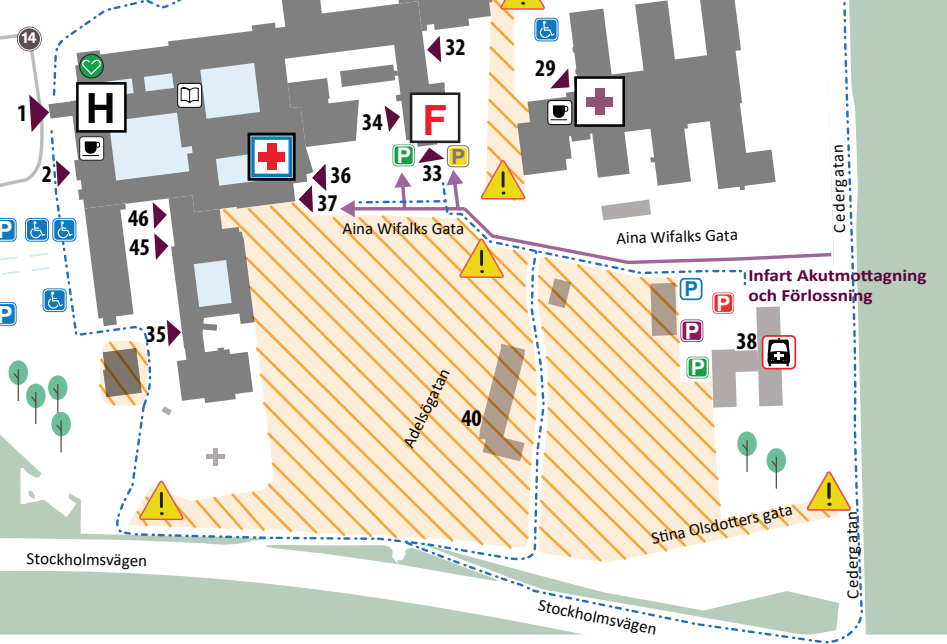 14
32
29
1
H
34
F
P
P
33
2
36
37
46
45
Aina Wifalks Gata
Aina Wifalks Gata
Cedergatan
P
P
Infart Akutmottagning
och Förlossning
P
P
P
P
35
38
Adelsögatan
40
Stina Olsdotters gata
Cedergatan
Stockholmsvägen
Stockholmsvägen